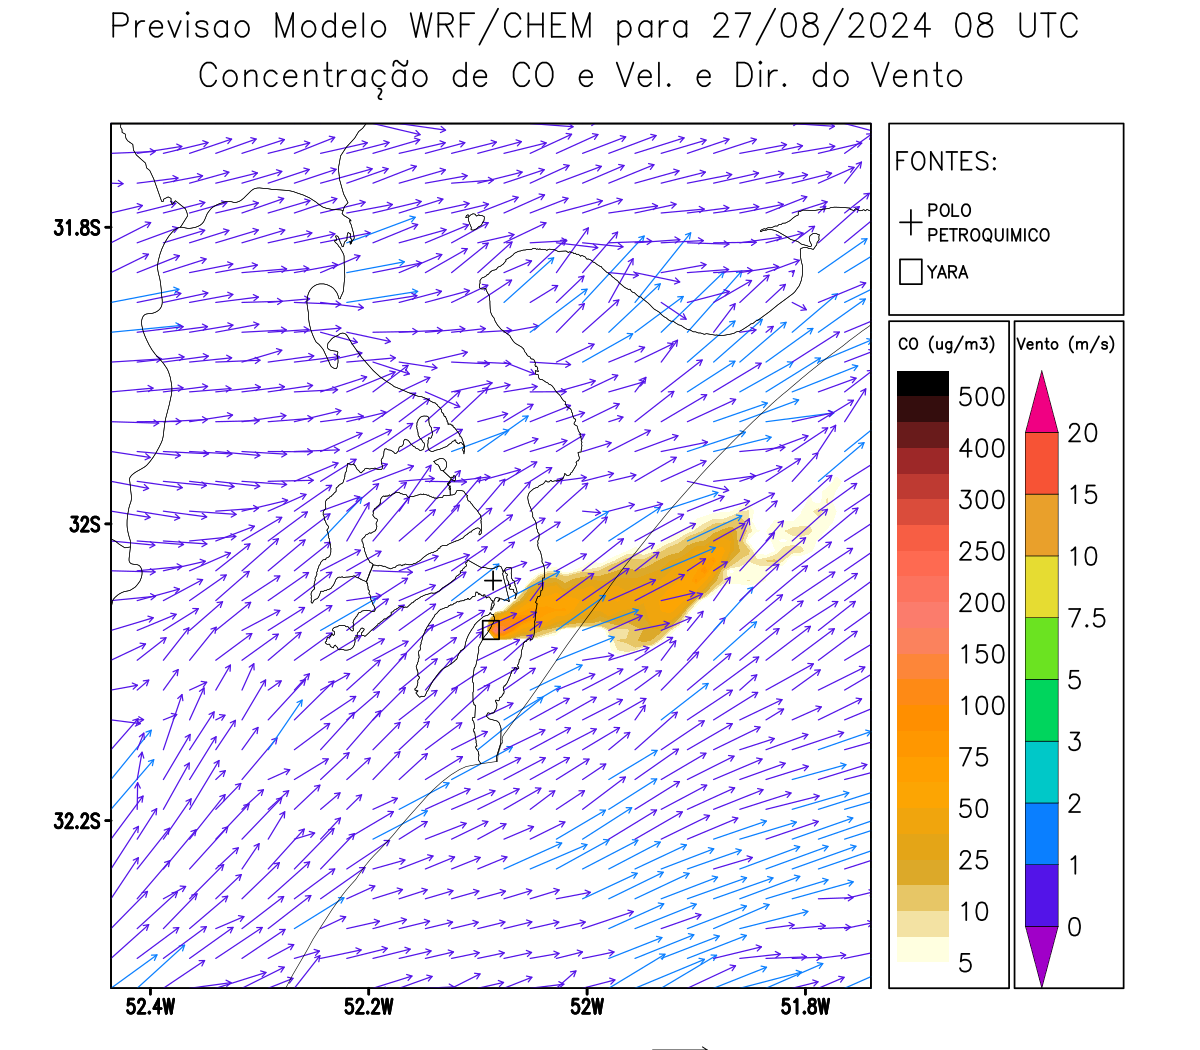 Previsao Modelo WRF/CHEM para 27/08/2024 08 UTC
Concentração de CO e Vel. e Dir. do Vento
FONTES:
POLO
PETROQUIMICO
YARA
CO (ug/m3)
500
400
300
250
200
150
100
75
50
25
10
5
Vento (m/s)
20
15
10
7.5
5
3
2
1
0
31.8S
32S
32.2S
52.4W
52.2W
52W
51.8W